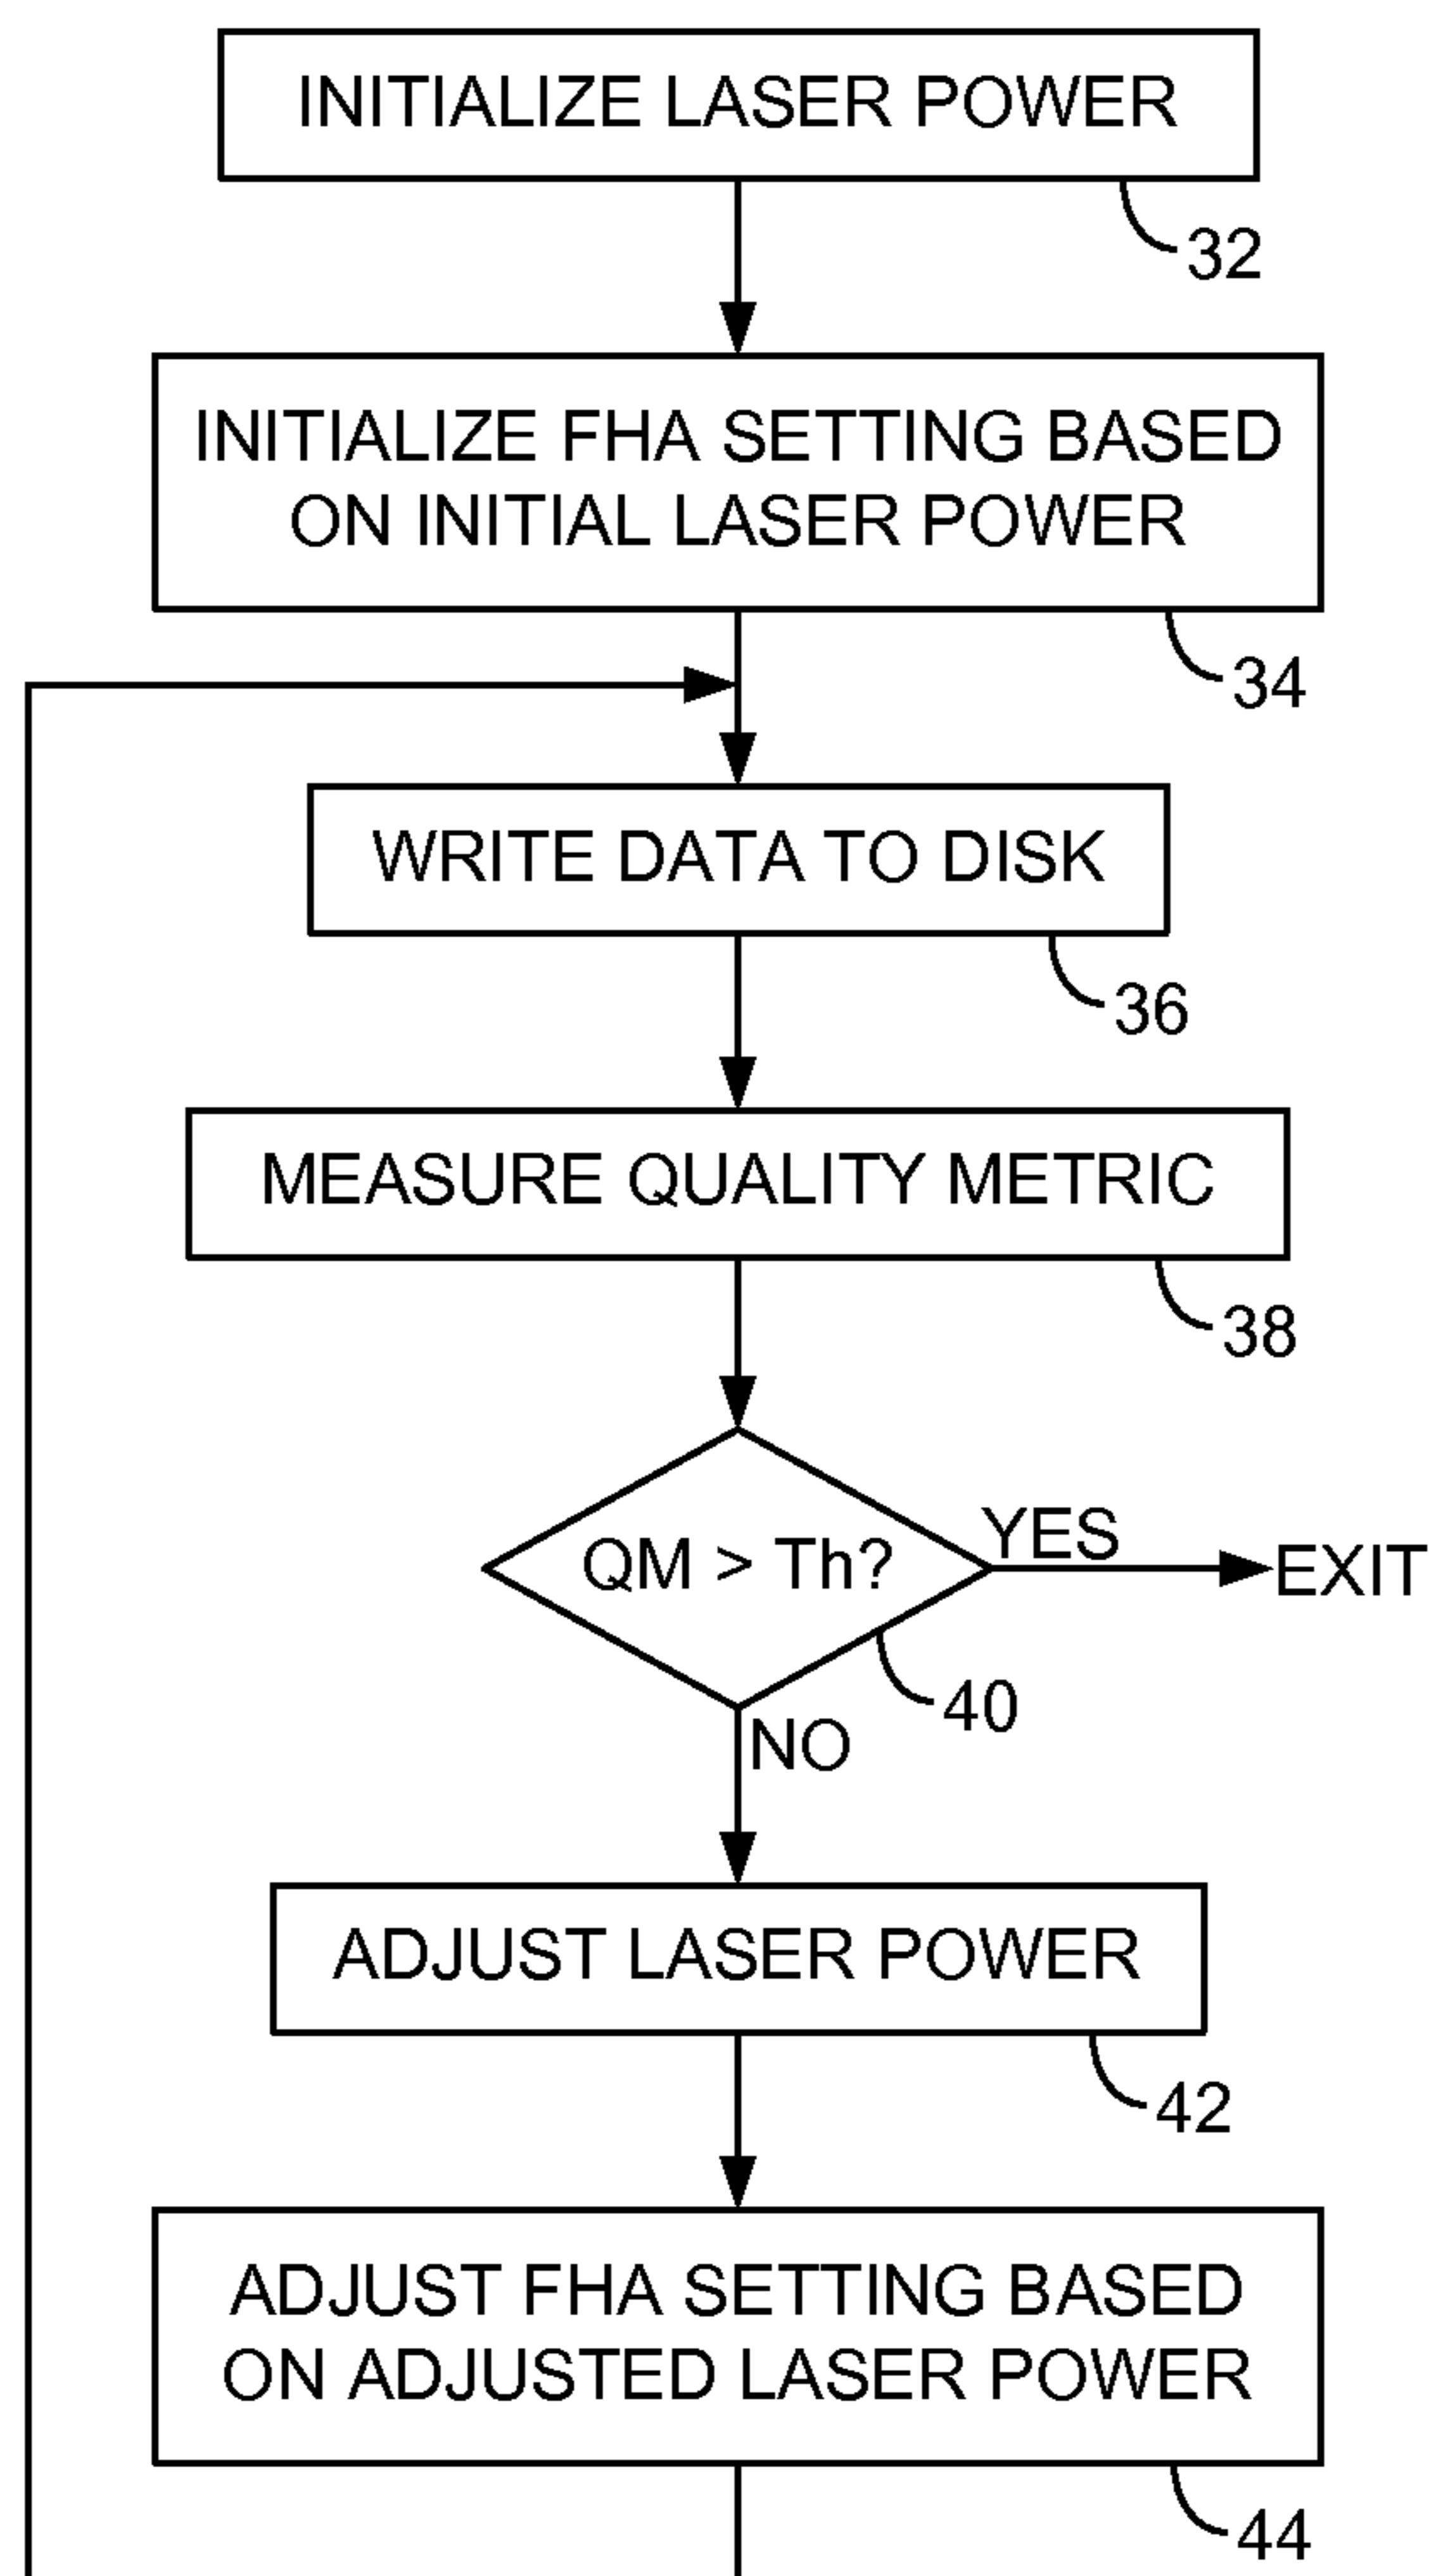 INITIALIZE LASER POWER
32
INITIALIZE FHA SETTING BASED
ON INITIAL LASER POWER
34
WRITE DATA TO DISK
36
MEASURE QUALITY METRIC
38
QM > Th?
YES
EXIT
40
NO
ADJUST LASER POWER
42
ADJUST FHA SETTING BASED
ON ADJUSTED LASER POWER
44